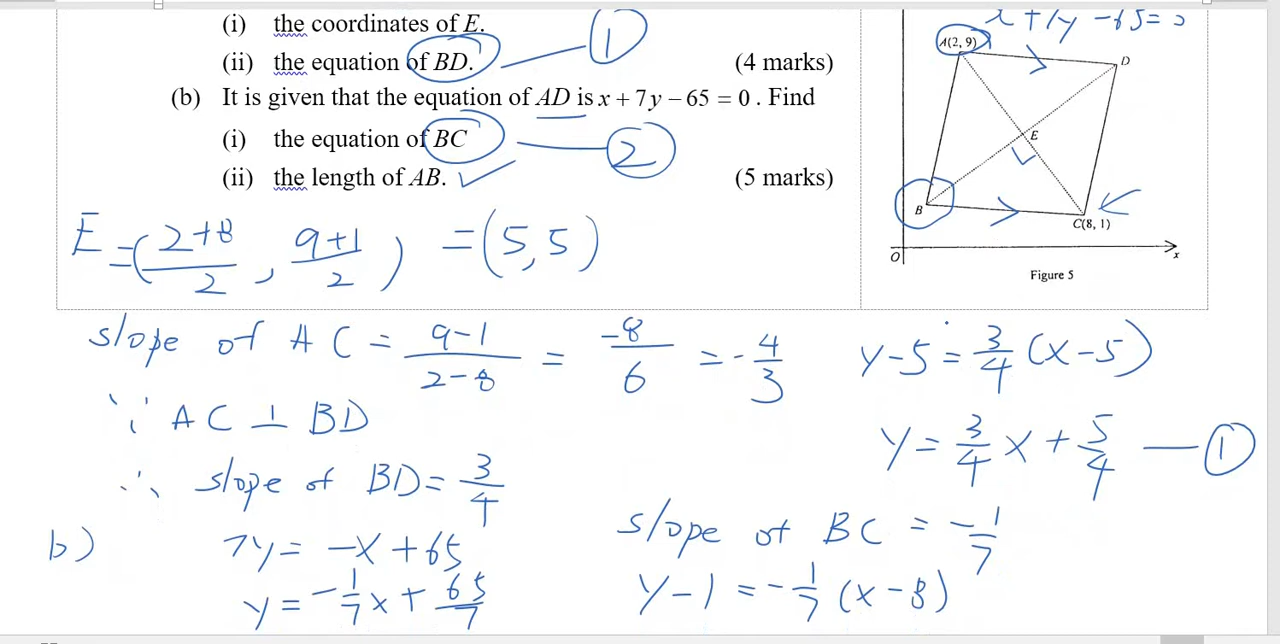 (i) the coordinates of E.
(ii) the equation of BD. (4 marks)
①
(b) It is given that the equation of AD is x + 7y − 65 = 0 . Find
(i) the equation of BC
②
(ii) the length of AB. (5 marks)
x + 7y − 65 = 0
A(2, 9)
D
E
B
C(8, 1)
O
x
Figure 5
E = (2+8/2, 9+1/2) = (5,5)
slope of AC = 9−1/2−8 = −8/6 = −4/3
∵ AC ⊥ BD
∴ slope of BD = 3/4
y−5 = 3/4 (x−5)
y = 3/4 x + 5/4 — ①
b) 7y = −x + 65
y = −1/7 x + 65/7
slope of BC = −1/7
y−1 = −1/7 (x−8)